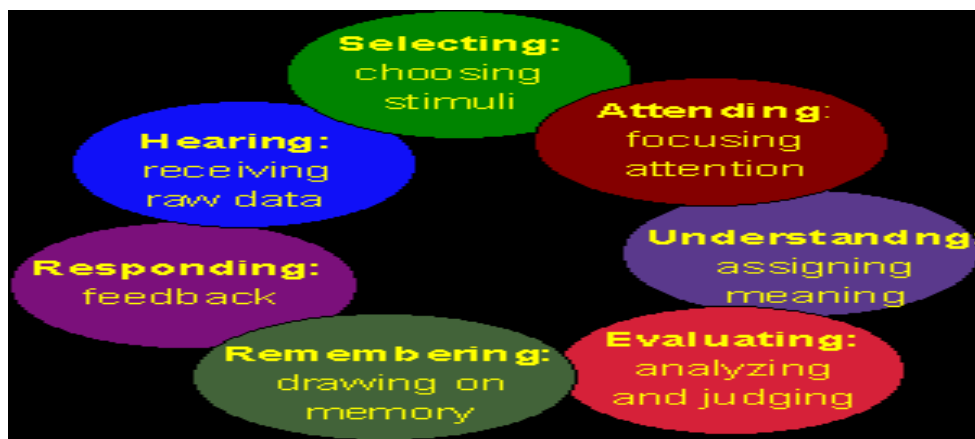 Selecting:
choosing
stimuli
Attending:
focusing
attention
Understandng
assigning
meaning
Evaluating:
analyzing
and judging
Remembering:
drawing on
memory
Responding:
feedback
Hearing:
receiving
raw data